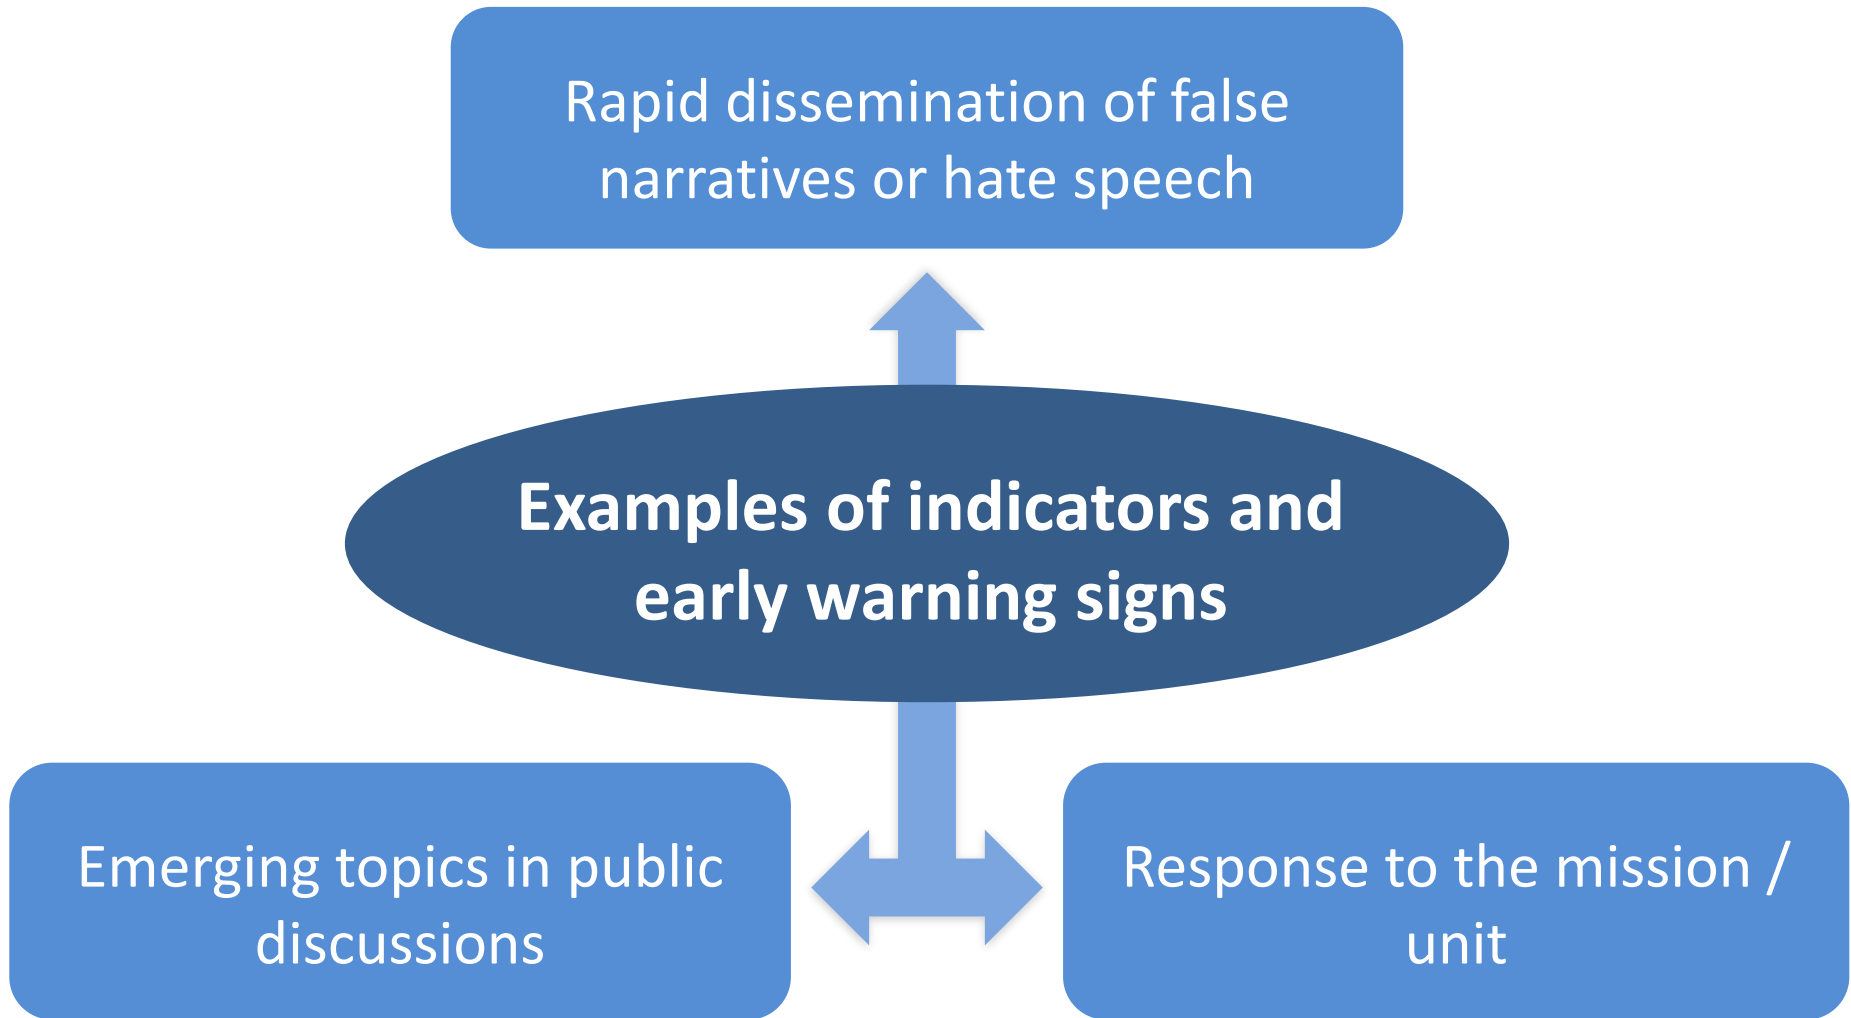 Rapid dissemination of false
narratives or hate speech
Examples of indicators and
early warning signs
Emerging topics in public
discussions
Response to the mission /
unit